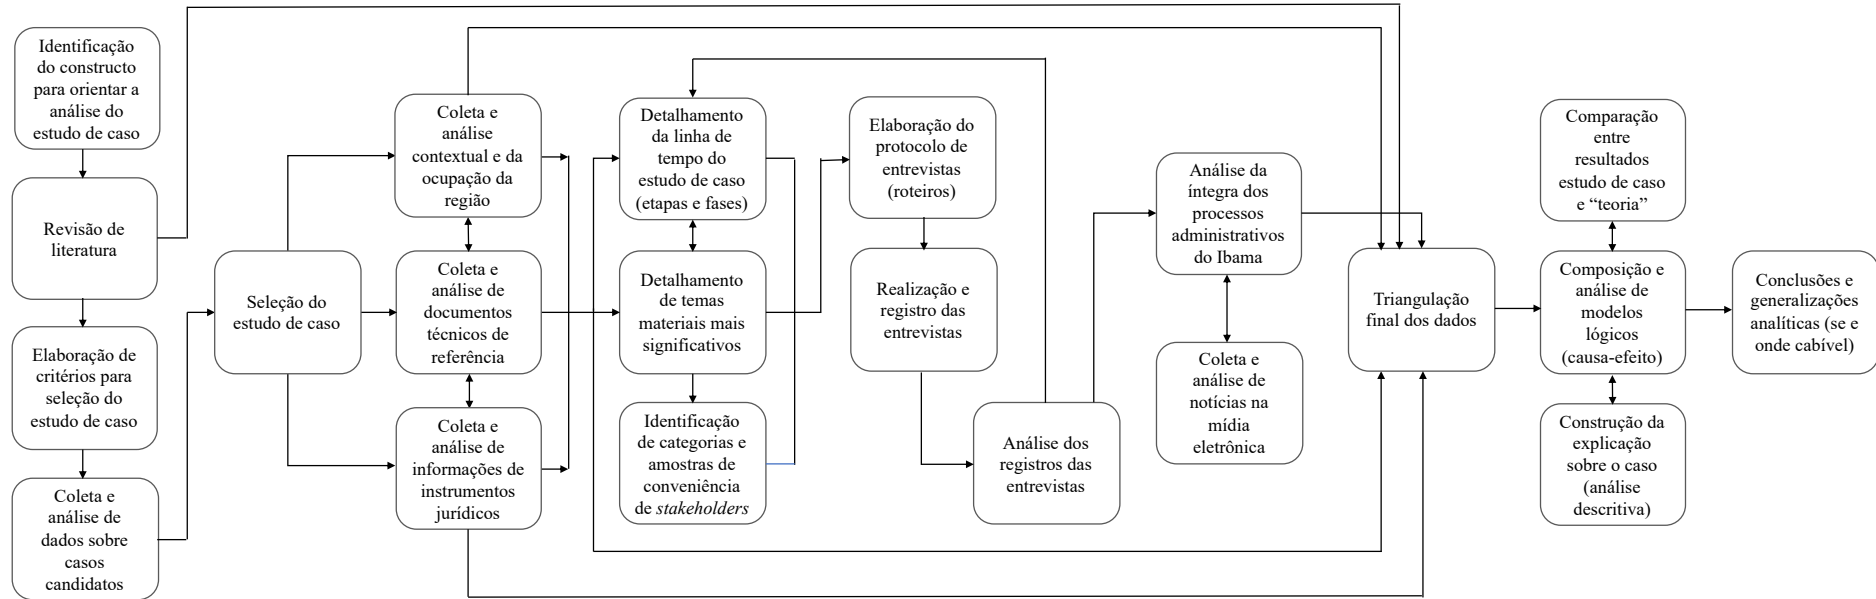 Identificação
do constructo
para orientar a
análise do
estudo de caso
Revisão de
literatura
Elaboração de
critérios para
seleção do
estudo de caso
Coleta e
análise de
dados sobre
casos
candidatos
Seleção do
estudo de caso
Coleta e
análise
contextual e da
ocupação da
região
Coleta e
análise de
documentos
técnicos de
referência
Coleta e
análise de
informações de
instrumentos
jurídicos
Detalhamento
da linha de
tempo do
estudo de caso
(etapas e fases)
Detalhamento
de temas
materiais mais
significativos
Identificação
de categorias e
amostras de
conveniência
de stakeholders
Elaboração do
protocolo de
entrevistas
(roteiros)
Realização e
registro das
entrevistas
Análise dos
registros das
entrevistas
Análise da
íntegra dos
processos
administrativos
do Ibama
Coleta e
análise de
notícias na
mídia
eletrônica
Triangulação
final dos dados
Comparação
entre
resultados
estudo de caso
e “teoria”
Composição e
análise de
modelos
lógicos
(causa-efeito)
Construção da
explicação
sobre o caso
(análise
descritiva)
Conclusões e
generalizações
analíticas (se e
onde cabível)